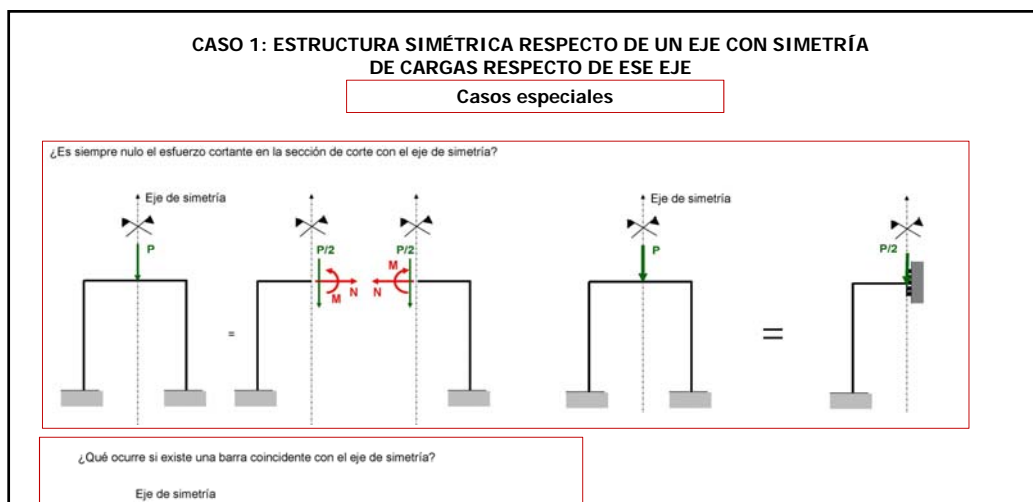 CASO 1: ESTRUCTURA SIMÉTRICA RESPECTO DE UN EJE CON SIMETRÍA
DE CARGAS RESPECTO DE ESE EJE
Casos especiales
¿Es siempre nulo el esfuerzo cortante en la sección de corte con el eje de simetría?
Eje de simetría
P
=
P/2
M
N
P/2
M
N
Eje de simetría
P
=
P/2
¿Qué ocurre si existe una barra coincidente con el eje de simetría?
Eje de simetría